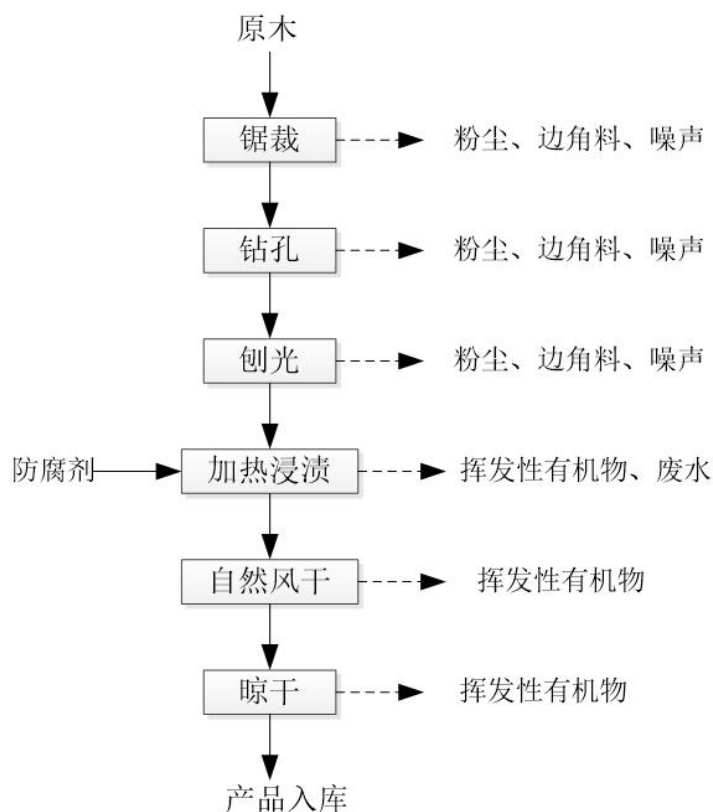 原木
锯裁
粉尘、边角料、噪声
钻孔
粉尘、边角料、噪声
刨光
粉尘、边角料、噪声
防腐剂
加热浸渍
挥发性有机物、废水
自然风干
挥发性有机物
晾干
挥发性有机物
产品入库